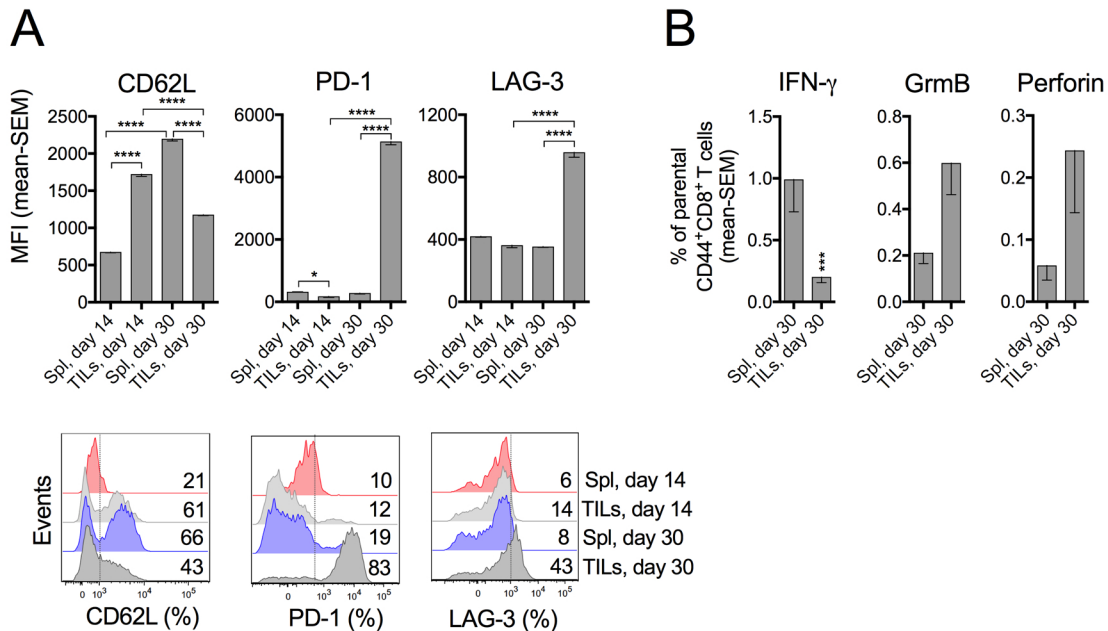 A
B
CD62L
PD-1
LAG-3
IFN-γ
GrmB
Perforin
MFI (mean-SEM)
2500
2000
1500
1000
500
0
****
****
****
****
Spl, day 14
TILs, day 14
Spl, day 30
TILs, day 30
6000
4000
2000
0
*
****
****
Spl, day 14
TILs, day 14
Spl, day 30
TILs, day 30
1200
800
400
0
****
****
Spl, day 14
TILs, day 14
Spl, day 30
TILs, day 30
% of parental
CD44⁺CD8⁺ T cells
(mean-SEM)
1.5
1.0
0.5
0.0
***
Spl, day 30
TILs, day 30
0.8
0.6
0.4
0.2
0.0
Spl, day 30
TILs, day 30
0.3
0.2
0.1
0.0
Spl, day 30
TILs, day 30
Events
21
61
66
43
0 10³ 10⁴ 10⁵
CD62L (%)
10
12
19
83
0 10³ 10⁴ 10⁵
PD-1 (%)
6 Spl, day 14
14 TILs, day 14
8 Spl, day 30
43 TILs, day 30
0 10³ 10⁴ 10⁵
LAG-3 (%)